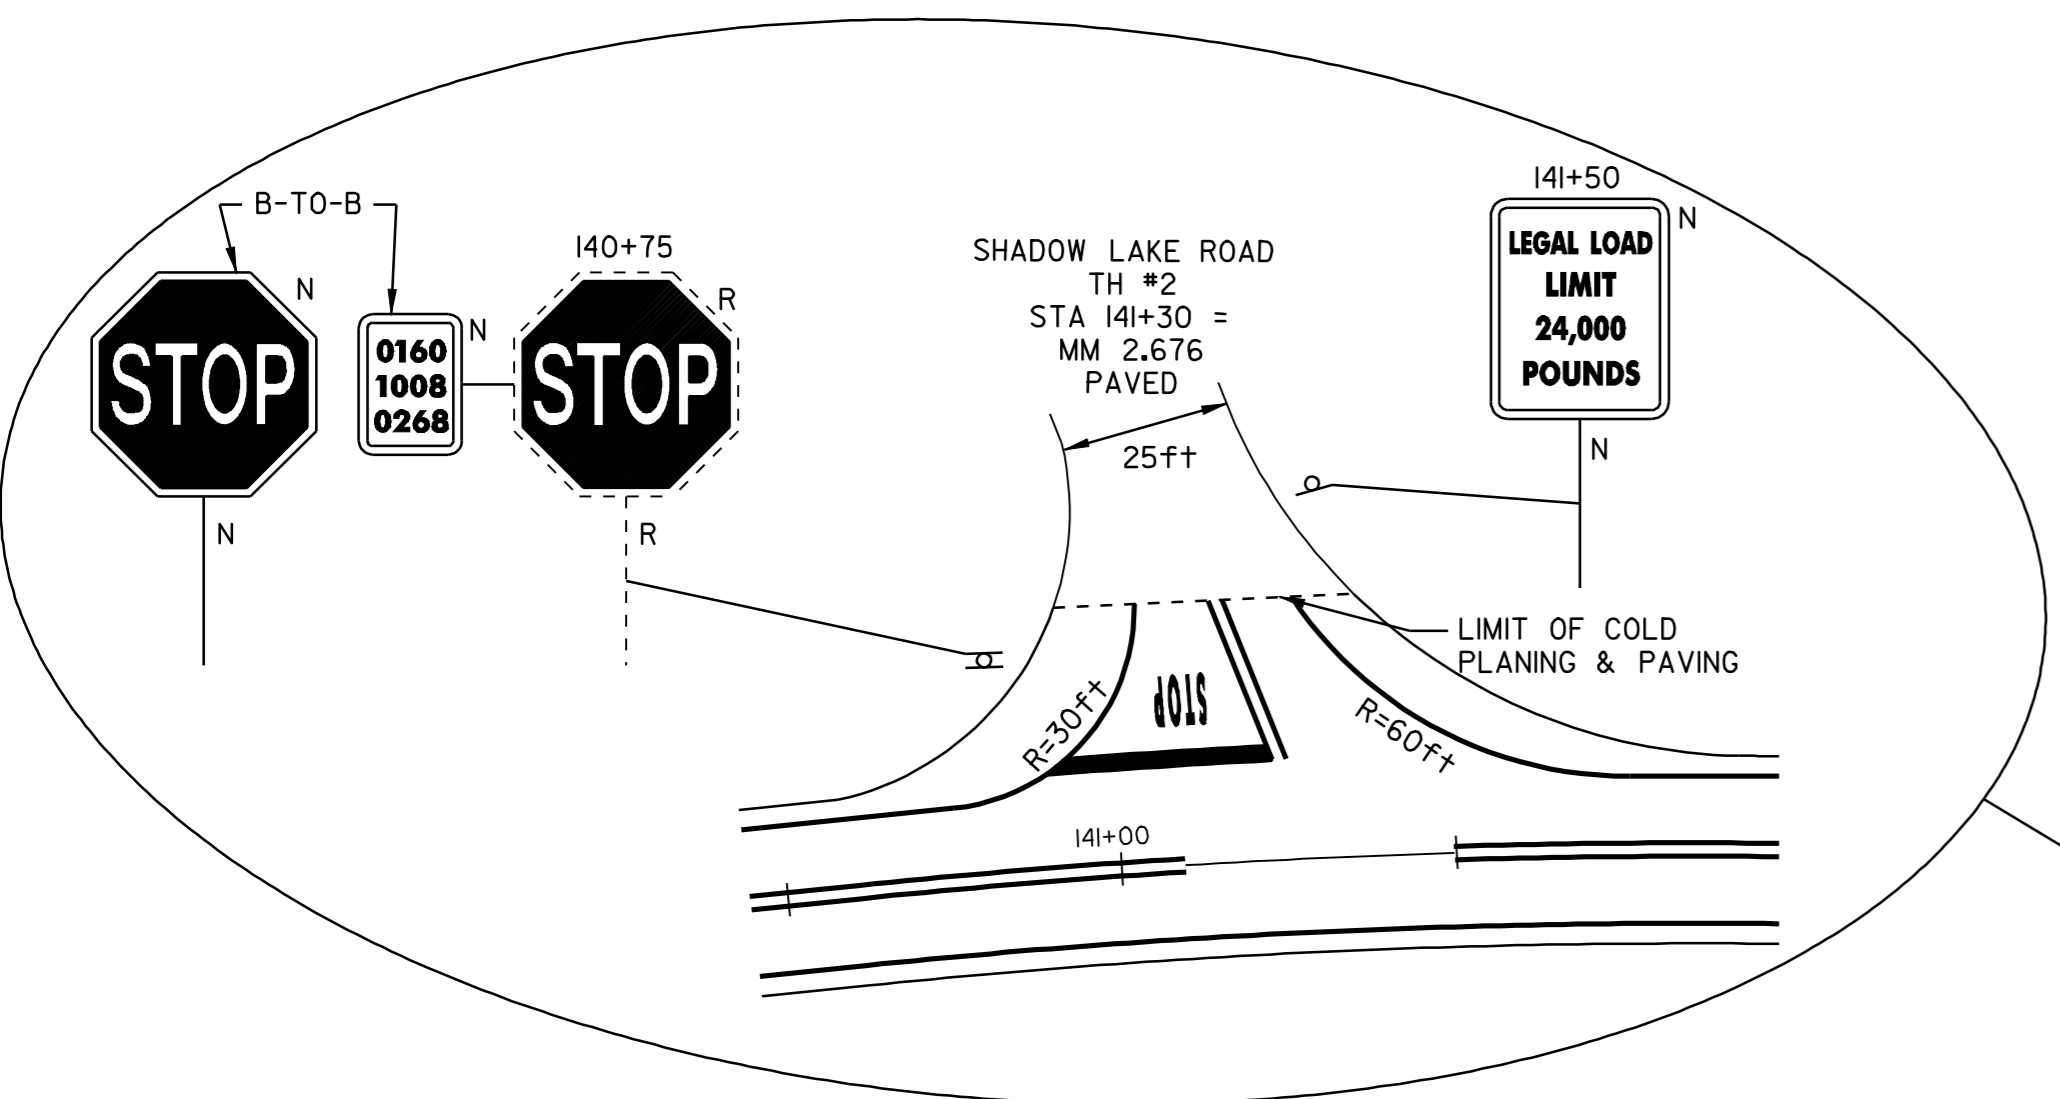 B-TO-B
STOP
N
N
0160
1008
0268
N
140+75
STOP
R
R
SHADOW LAKE ROAD
TH #2
STA 141+30 =
MM 2.676
PAVED
25ft
141+50
LEGAL LOAD
LIMIT
24,000
POUNDS
N
N
LIMIT OF COLD
PLANING & PAVING
R=30ft
STOP
R=60ft
141+00